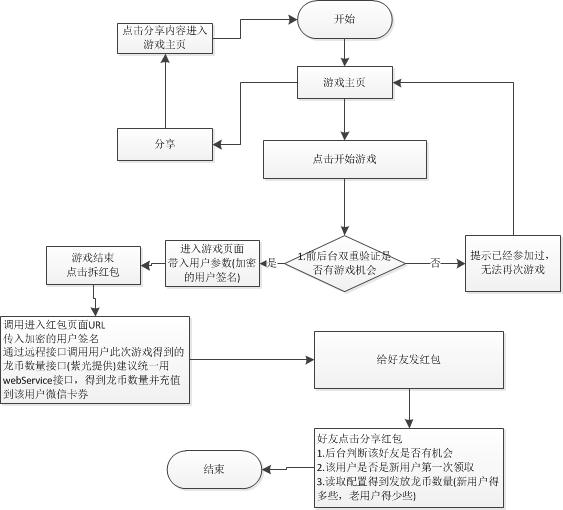 点击分享内容进入
游戏主页
开始
游戏主页
分享
点击开始游戏
进入游戏页面
带入用户参数(加密
的用户签名)
游戏结束
点击拆红包
是
1.前后台双重验证是
否有游戏机会
否
提示已经参加过,
无法再次游戏
调用进入红包页面URL
传入加密的用户签名
通过远程接口调用用户此次游戏得到的
龙币数量接口(紫光提供)建议统一用
webService接口，得到龙币数量并充值
到该用户微信卡券
给好友发红包
好友点击分享红包
1.后台判断该好友是否有机会
2.该用户是否是新用户第一次领取
3.读取配置得到发放龙币数量(新用户得
多些，老用户得少些)
结束